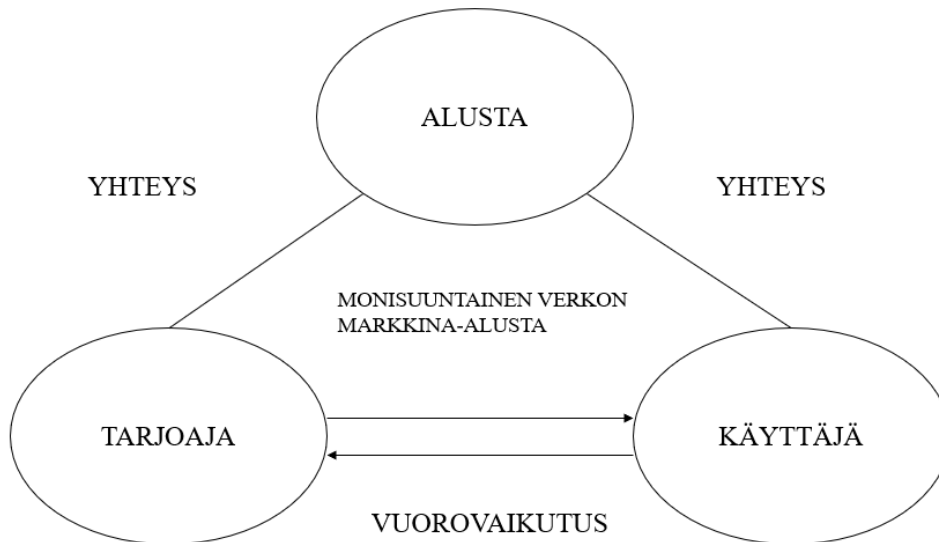 ALUSTA
YHTEYS
YHTEYS
MONISUUNTAINEN VERKON
MARKKINA-ALUSTA
TARJOAJA
KÄYTTÄJÄ
VUOROVAIKUTUS